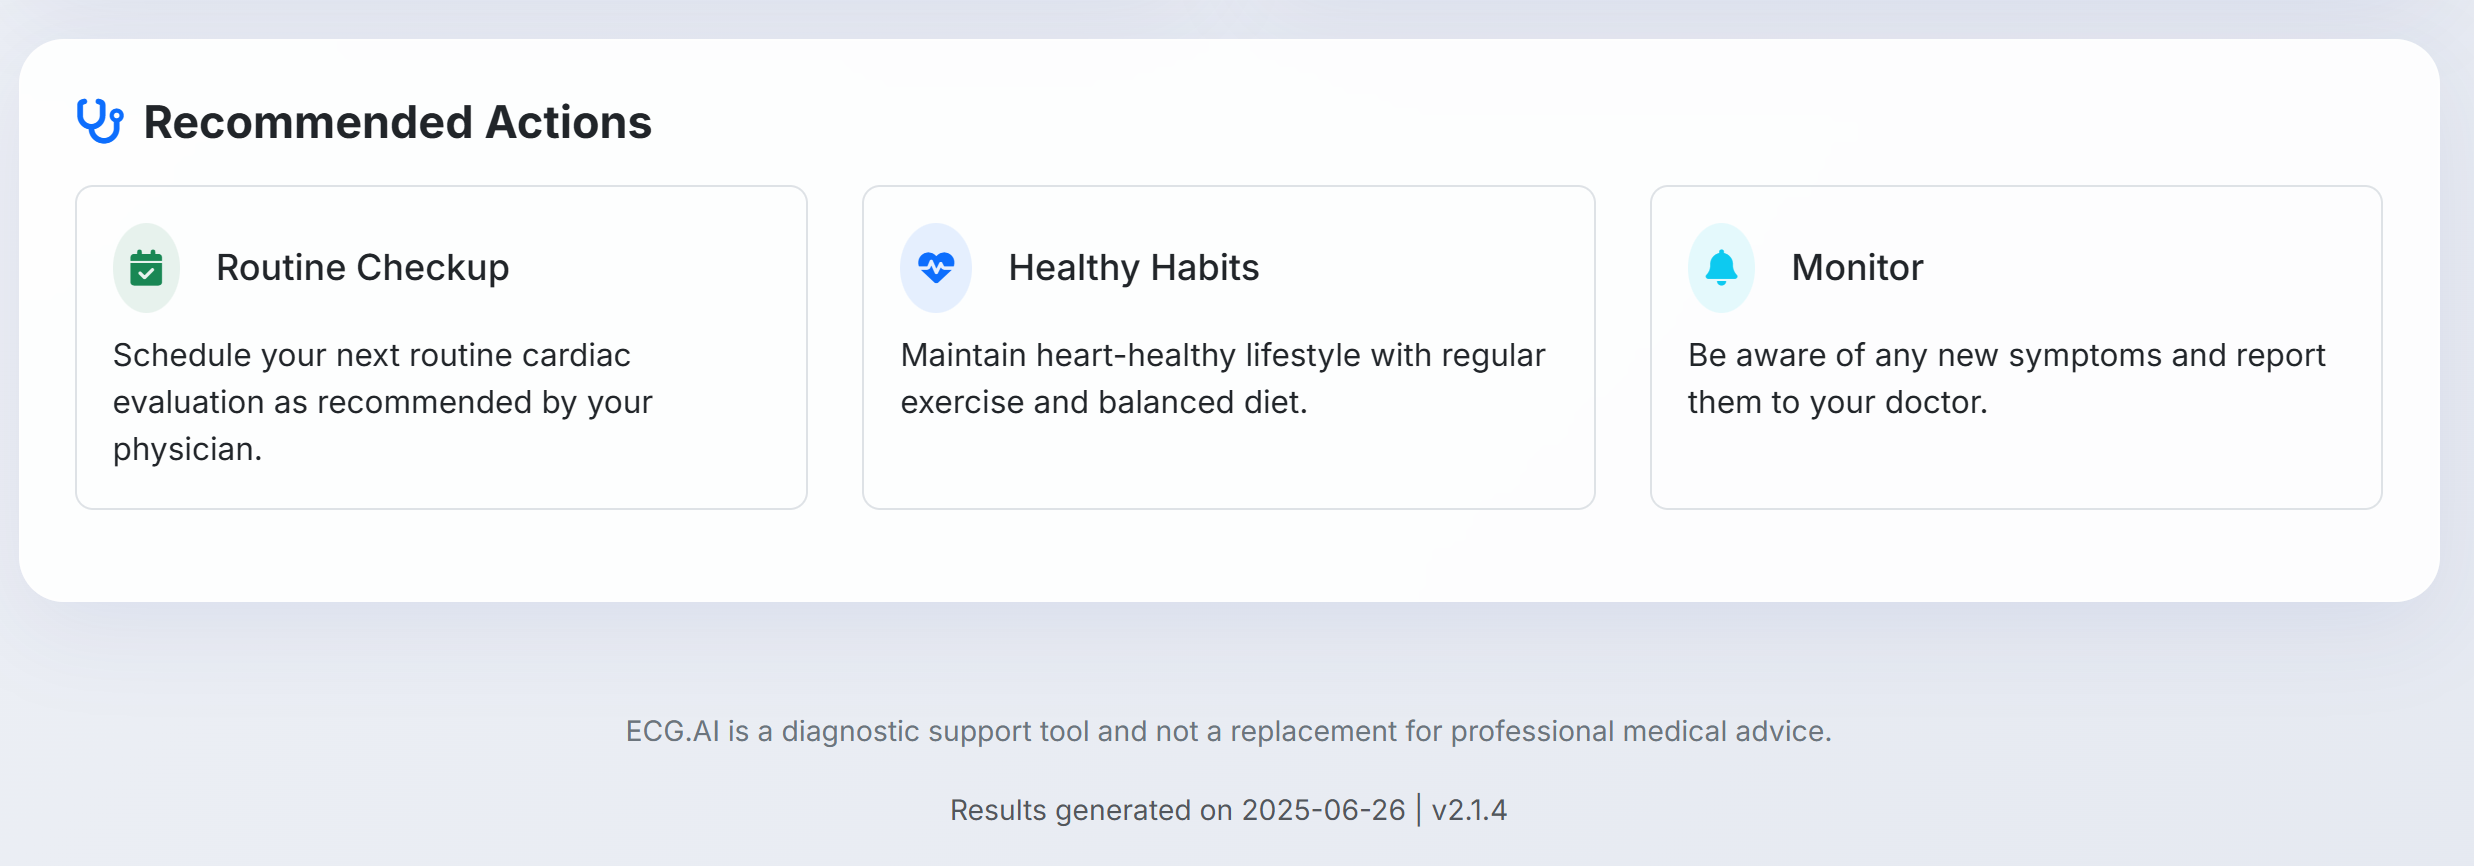 Recommended Actions
Routine Checkup
Schedule your next routine cardiac
evaluation as recommended by your
physician.
Healthy Habits
Maintain heart-healthy lifestyle with regular
exercise and balanced diet.
Monitor
Be aware of any new symptoms and report
them to your doctor.
ECG.AI is a diagnostic support tool and not a replacement for professional medical advice.
Results generated on 2025-06-26 | v2.1.4